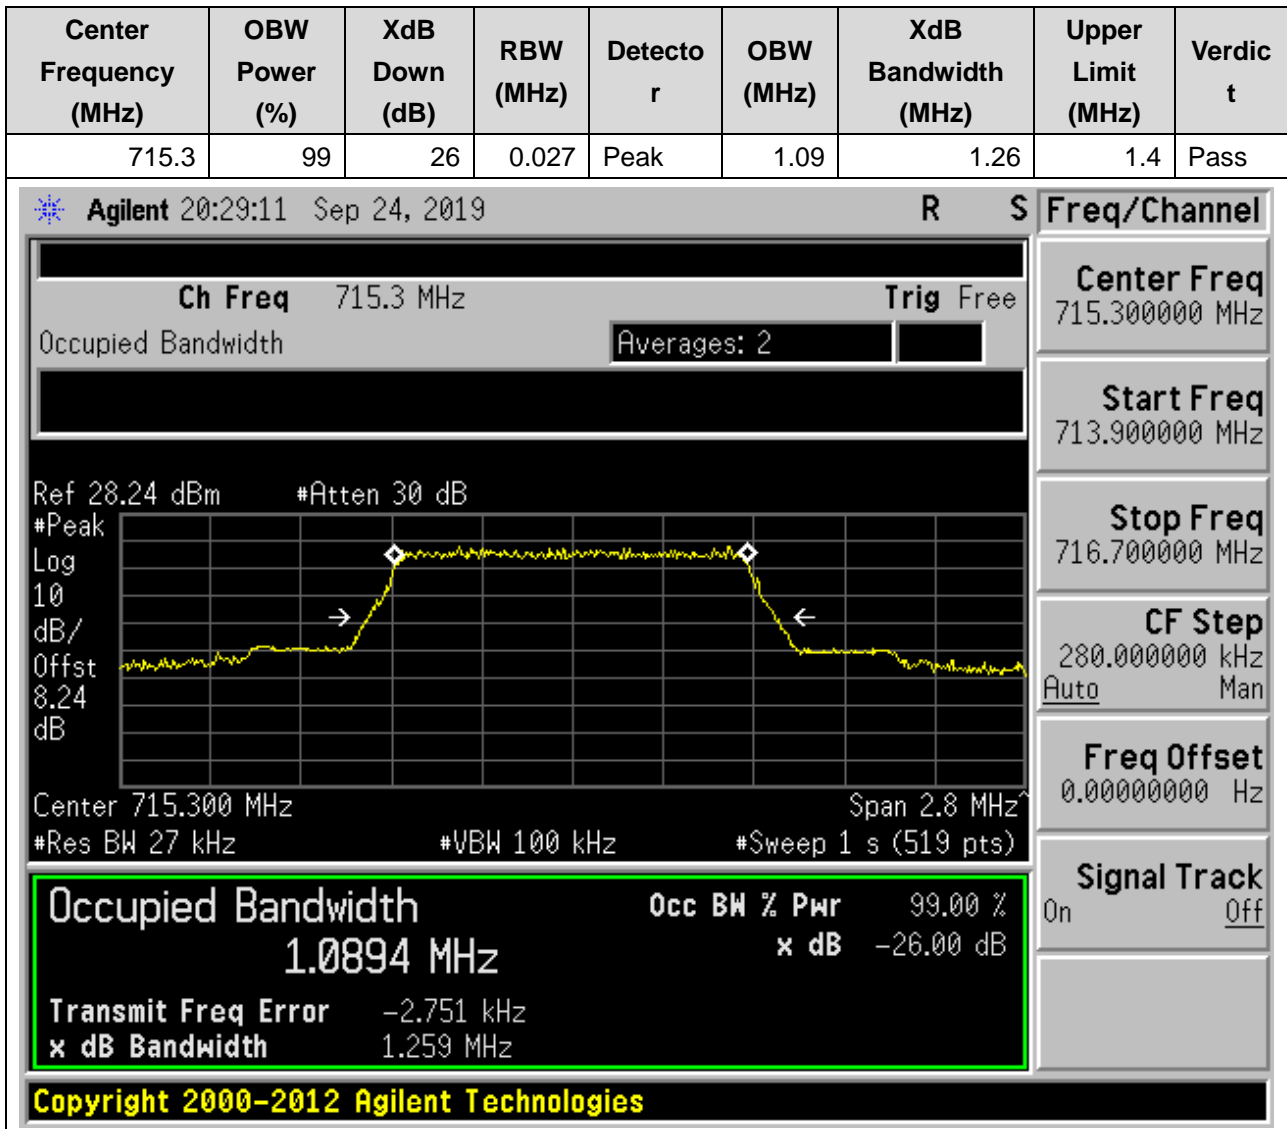 Center Frequency (MHz) OBW Power (%) XdB Down (dB) RBW (MHz) Detector OBW (MHz) XdB Bandwidth (MHz) Upper Limit (MHz) Verdict
715.3 99 26 0.027 Peak 1.09 1.26 1.4 Pass
Agilent 20:29:11 Sep 24, 2019 R S Freq/Channel
Ch Freq 715.3 MHz Trig Free
Occupied Bandwidth Averages: 2
Center Freq
715.300000 MHz
Start Freq
713.900000 MHz
Stop Freq
716.700000 MHz
CF Step
280.000000 kHz
Auto Man
Freq Offset
0.00000000 Hz
Signal Track
On Off
Ref 28.24 dBm #Atten 30 dB
#Peak
Log
10
dB/
Offst
8.24
dB
Center 715.300 MHz Span 2.8 MHz^
#Res BW 27 kHz #VBW 100 kHz #Sweep 1 s (519 pts)
Occupied Bandwidth Occ BW % Pwr 99.00 %
1.0894 MHz x dB -26.00 dB
Transmit Freq Error -2.751 kHz
x dB Bandwidth 1.259 MHz
Copyright 2000-2012 Agilent Technologies